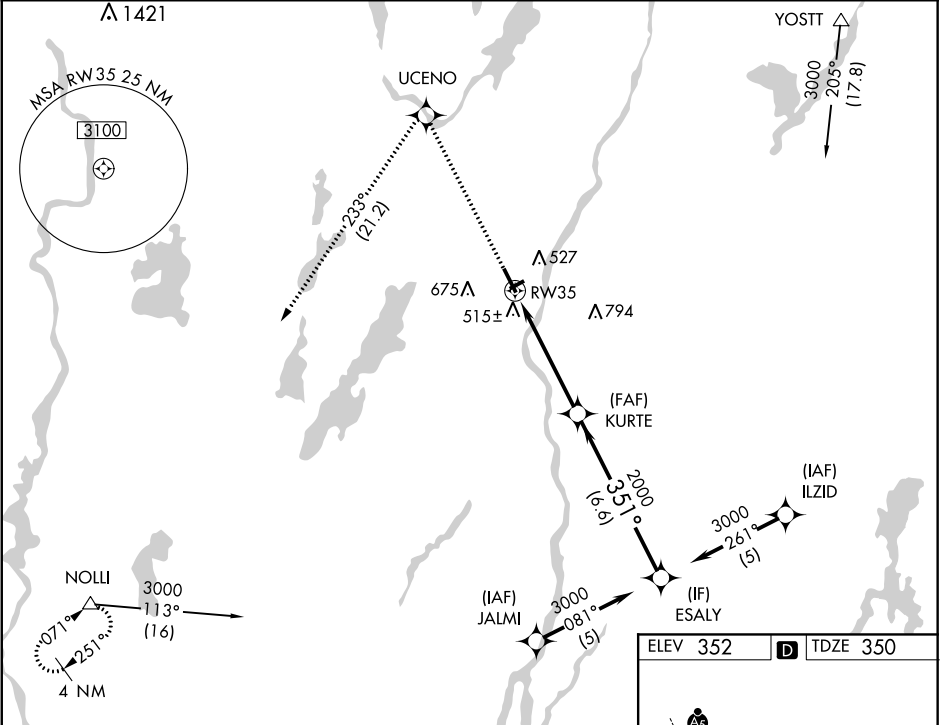 1421
YOSTT
3000
205°
(17.8)
MSA RW35 25 NM
3100
UCENO
233°
(21.2)
527
675
RW35
515±
794
(FAF)
KURTE
2000
351°
(6.6)
(IAF)
ILZID
3000
261°
(5)
NOLLI
3000
113°
(16)
071°
251°
4 NM
(IAF)
JALMI
3000
081°
(5)
(IF)
ESALY
ELEV 352 D TDZE 350
A5